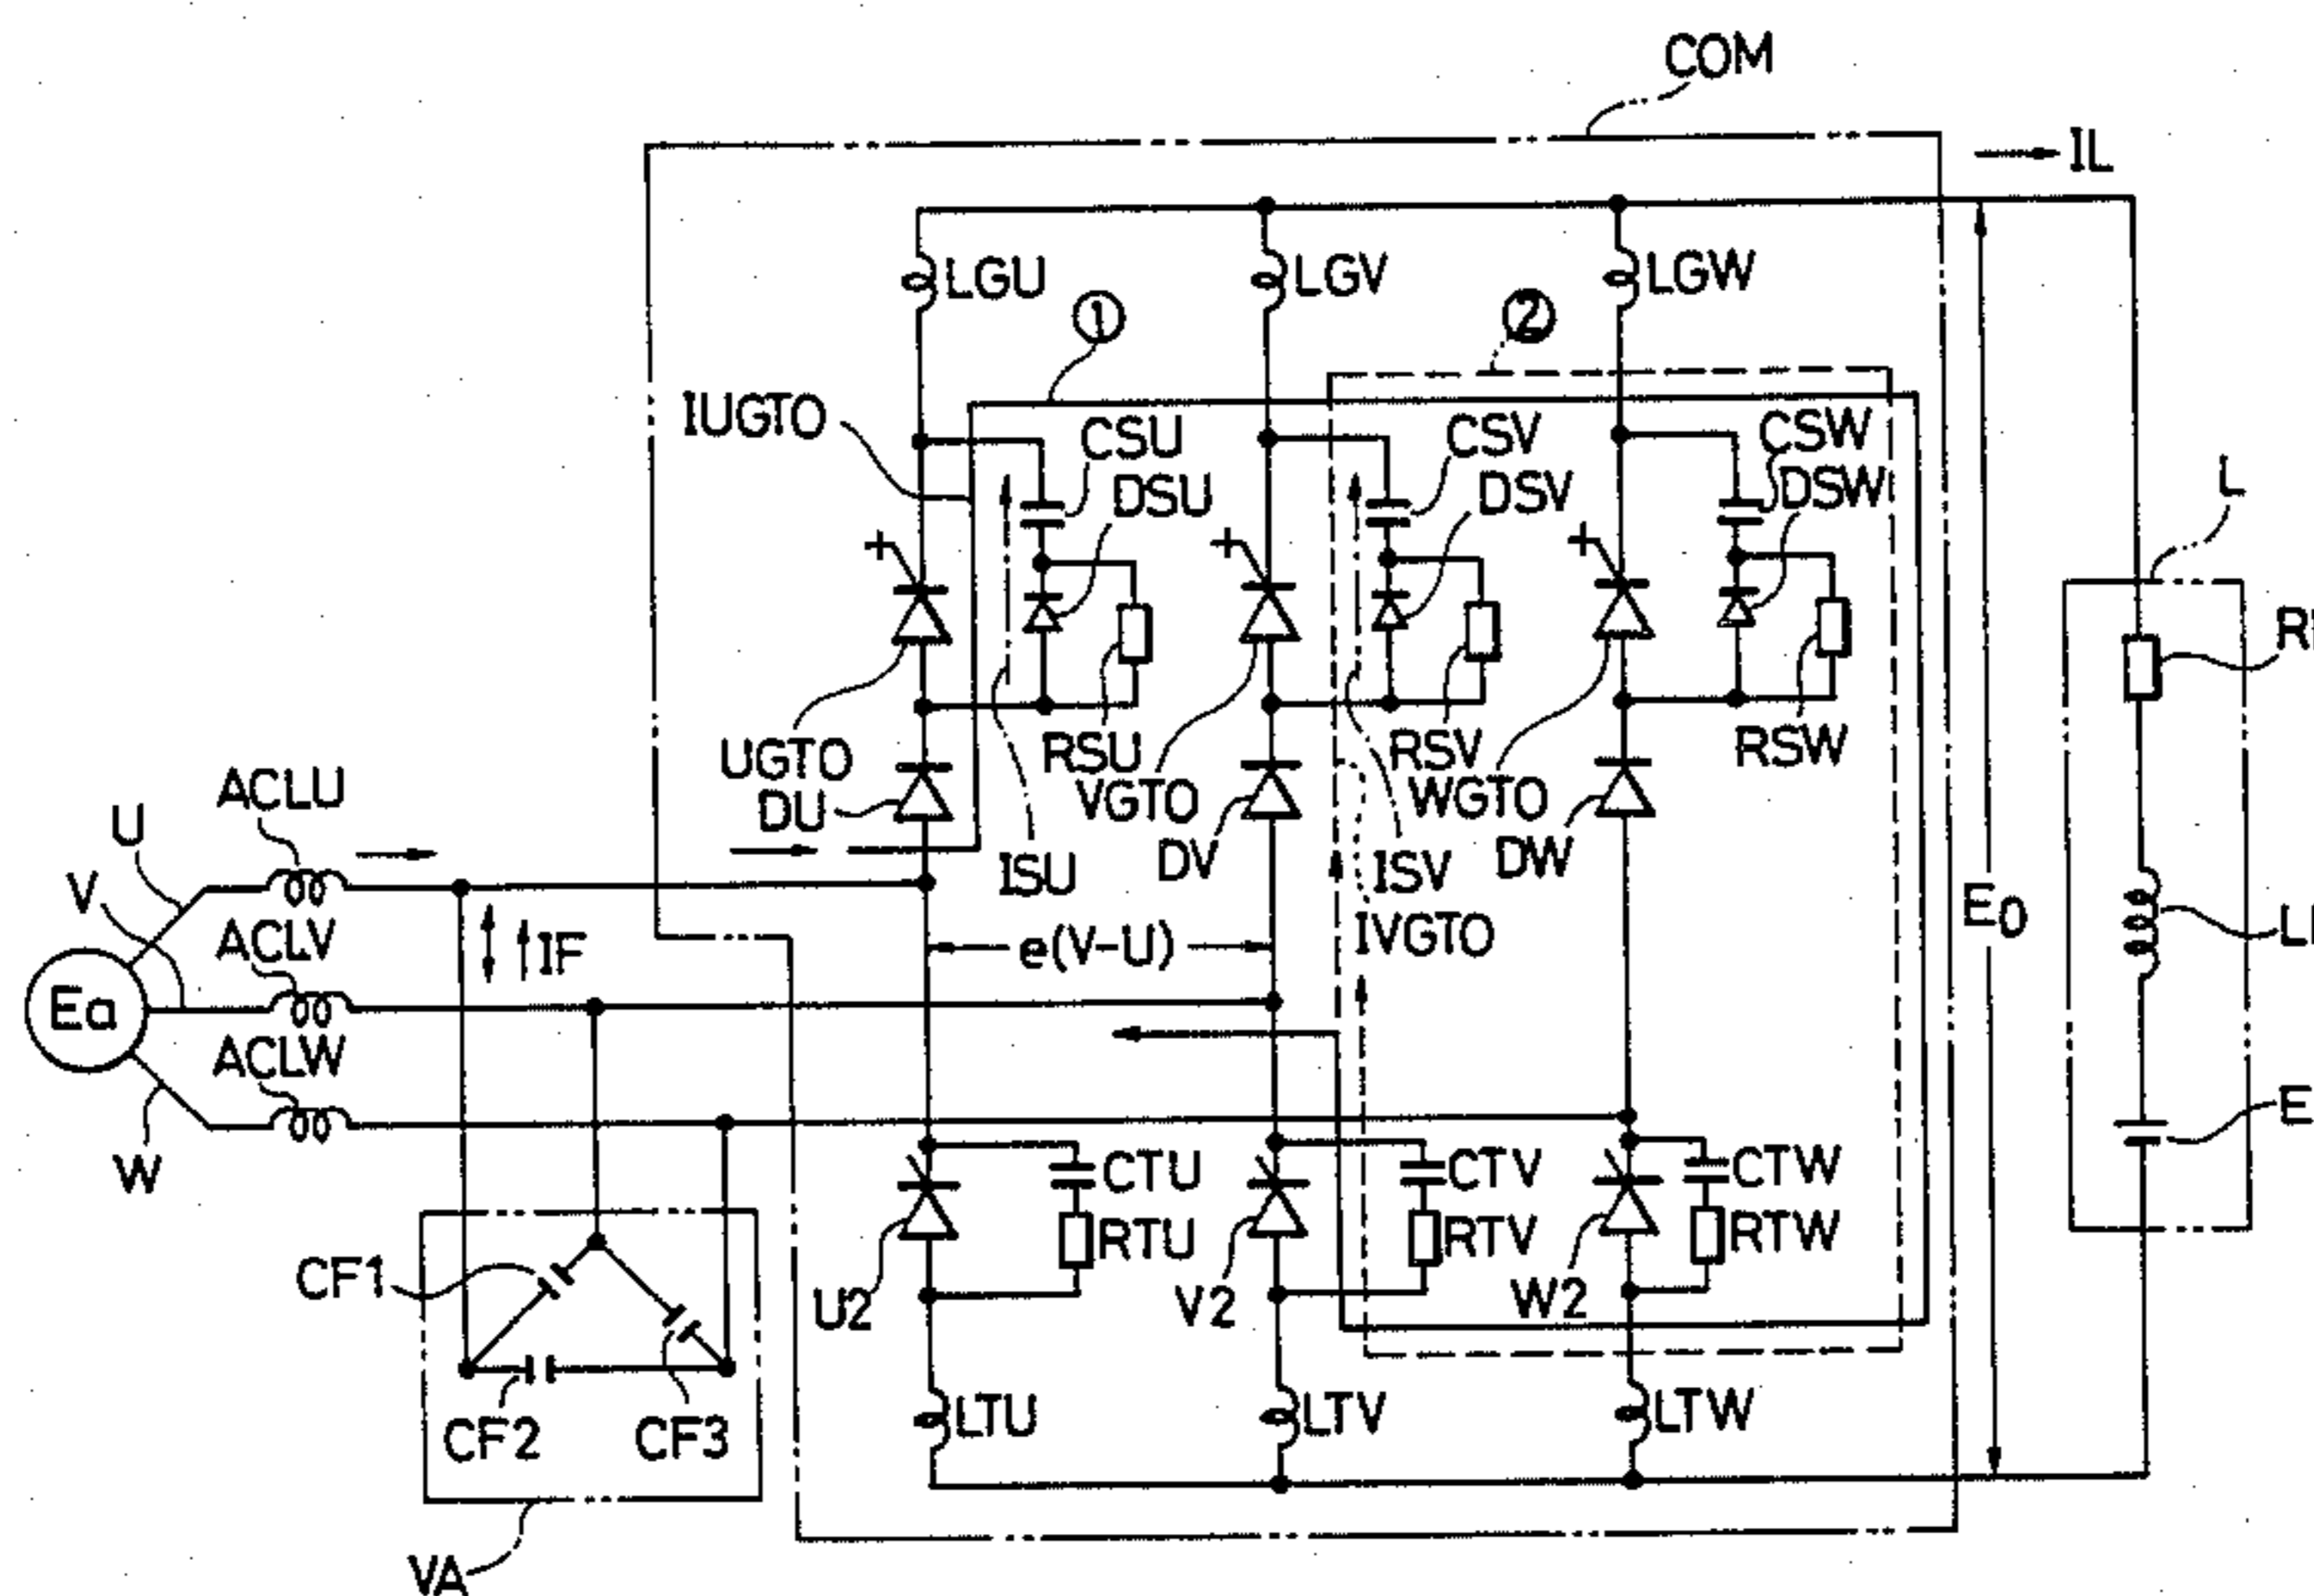 COM
IL
LGU
LGV
LGW
①
②
IUGTO
CSU
DSU
CSV
DSV
CSW
DSW
L
UGTO
DU
RSU
VGTO
DV
RSV
WGTO
DW
RSW
ISU
ISV
IVGTO
ACLU
U
V
ACLV
Ea
ACLW
W
IF
e(V-U)
E0
E
CTU
RTU
CTV
RTV
CTW
RTW
U2
V2
W2
CF1
CF2
CF3
LTU
LTV
LTW
VA